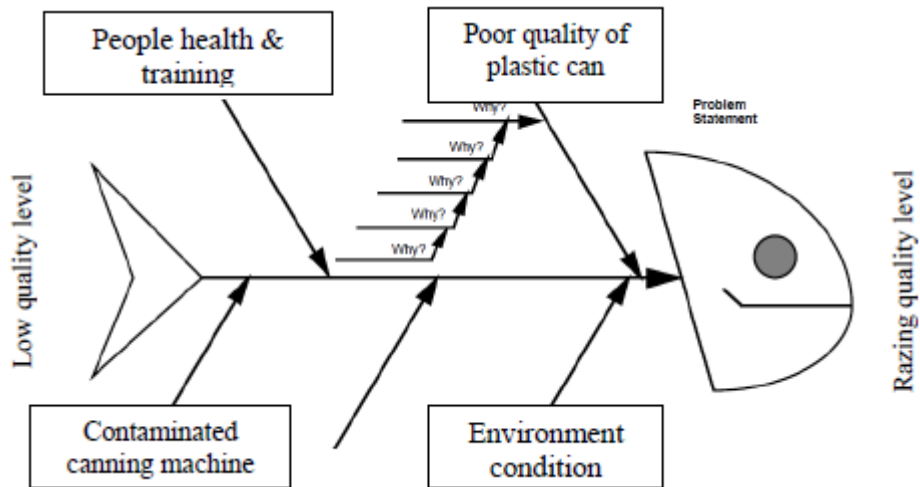 People health &
training
Poor quality of
plastic can
Problem
Statement
Why?
Why?
Why?
Why?
Why?
Low quality level
Razing quality level
Contaminated
canning machine
Environment
condition